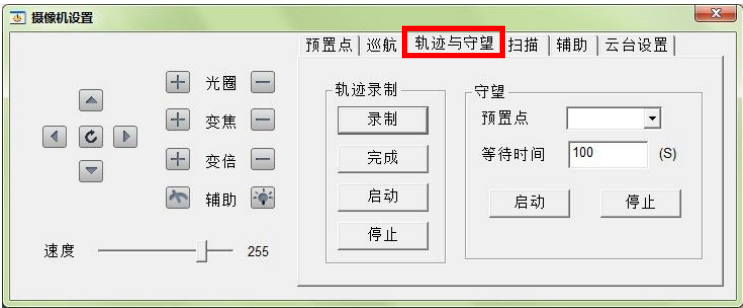 摄像机设置
预置点 巡航 轨迹与守望 扫描 辅助 云台设置
光圈
变焦
变倍
辅助
速度 255
轨迹录制
录制
完成
启动
停止
守望
预置点
等待时间 100 (S)
启动 停止